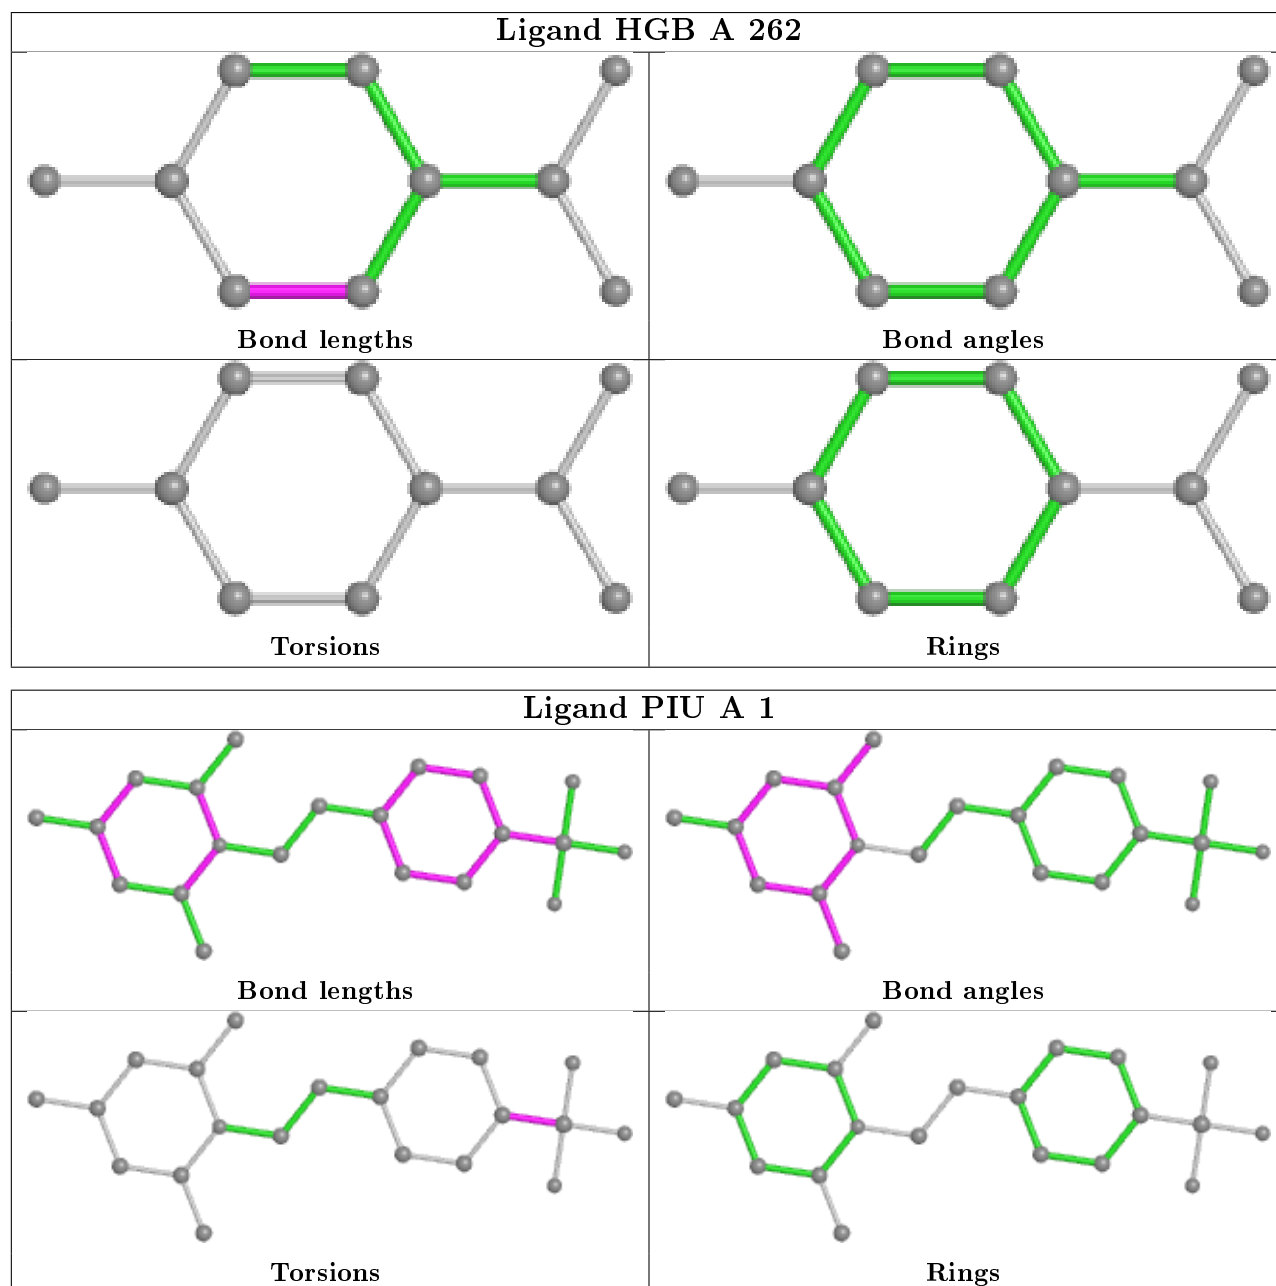 Ligand HGB A 262
Bond lengths
Bond angles
Torsions
Rings
Ligand PIU A 1
Bond lengths
Bond angles
Torsions
Rings